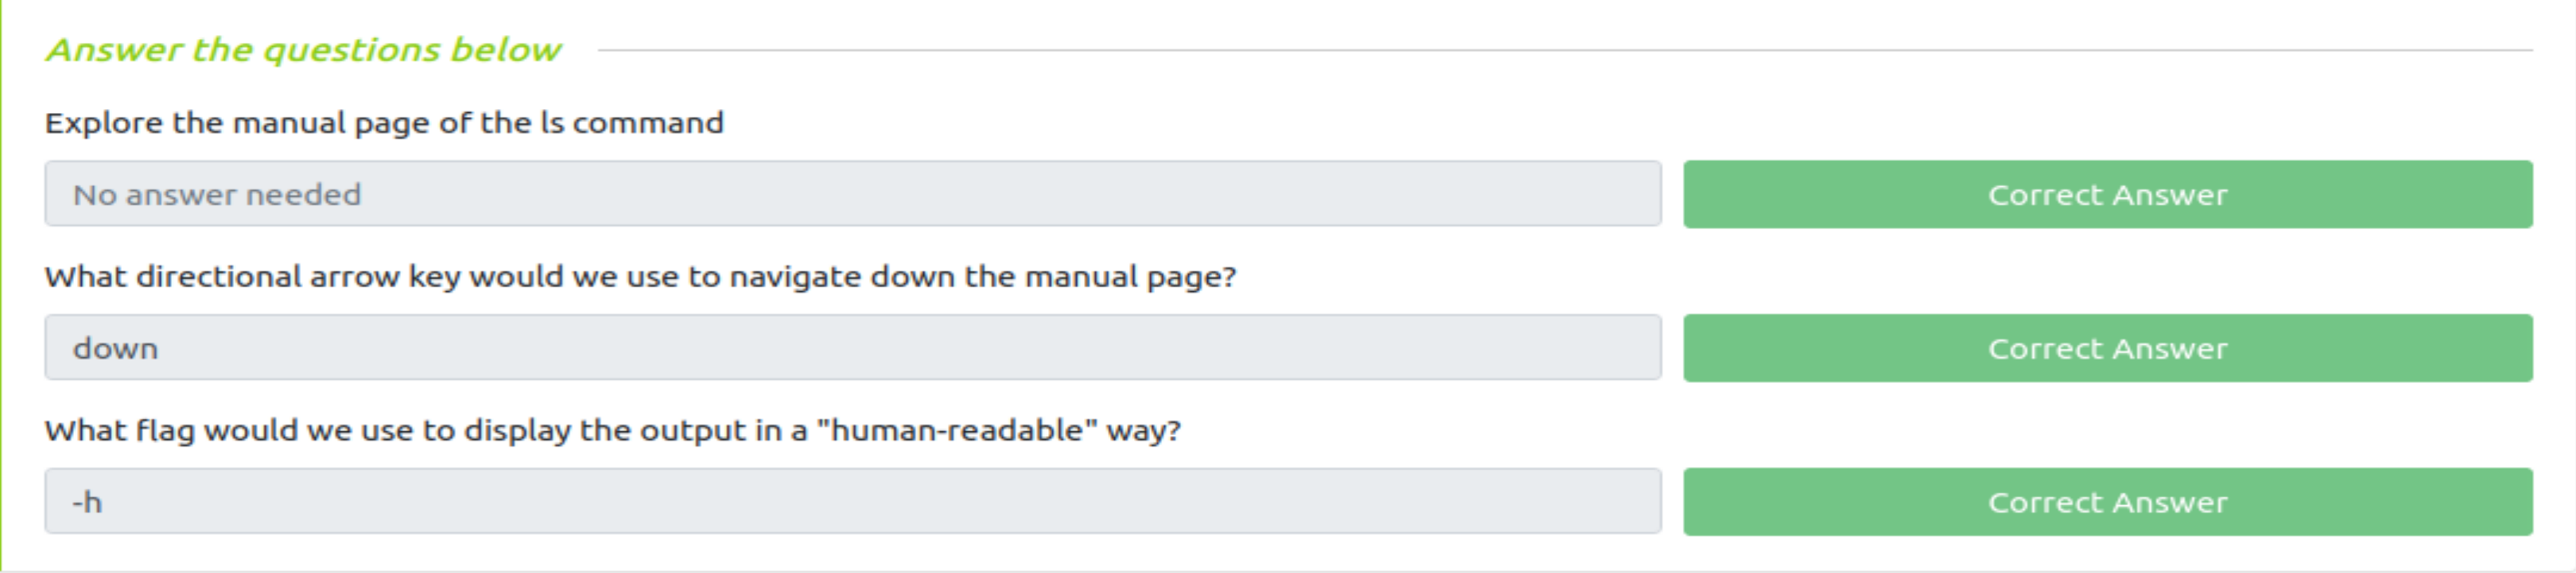 Answer the questions below
Explore the manual page of the ls command
No answer needed
Correct Answer
What directional arrow key would we use to navigate down the manual page?
down
Correct Answer
What flag would we use to display the output in a "human-readable" way?
-h
Correct Answer